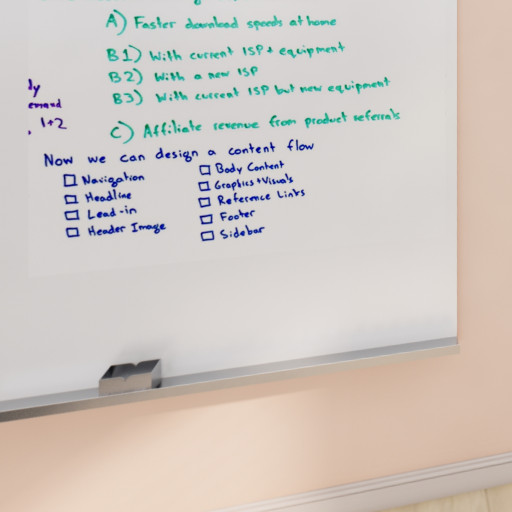 A) Faster download speeds at home
B1) With current ISP + equipment
B2) With a new ISP
B3) With current ISP but new equipment
C) Affiliate revenue from product referrals
1+2
Now we can design a content flow
Navigation
Headline
Lead-in
Header Image
Body Content
Graphics + Visuals
Reference Links
Footer
Sidebar